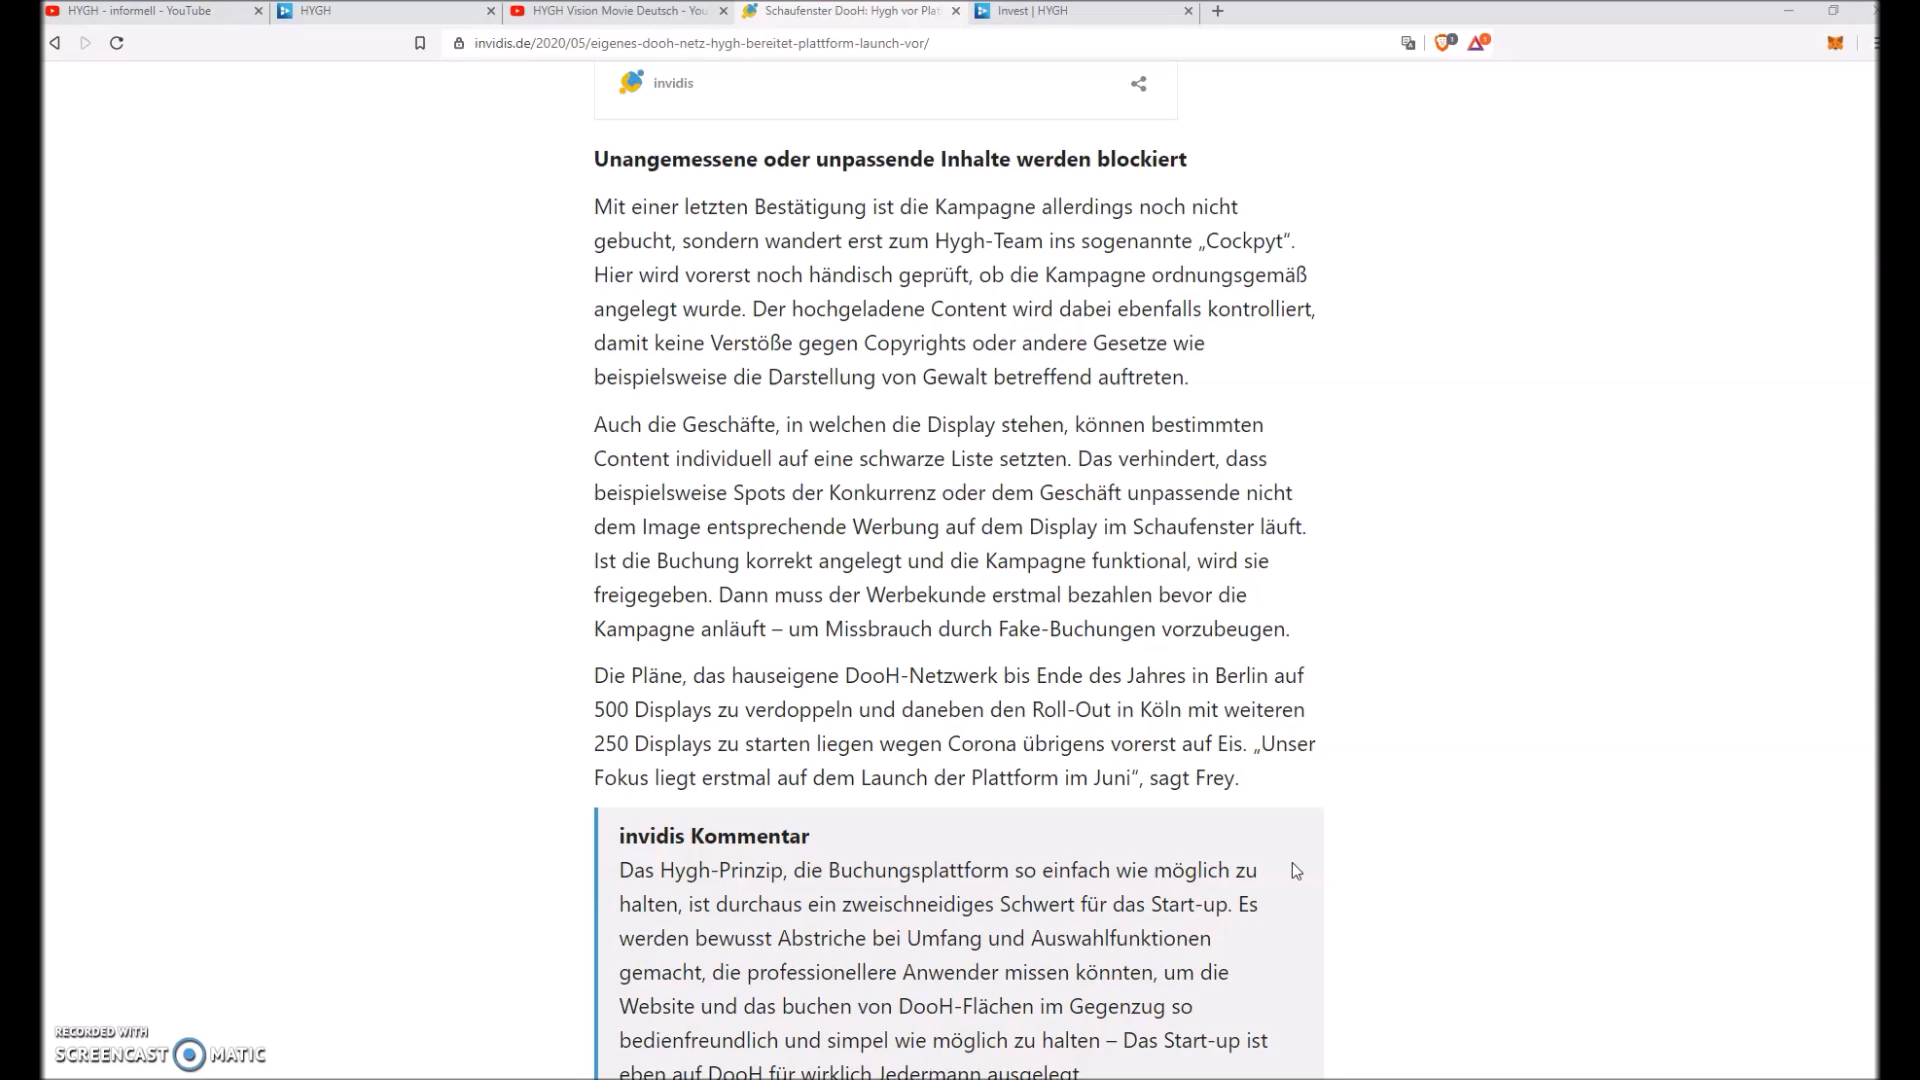 HYGH - informell - YouTube
HYGH
HYGH Vision Movie Deutsch - You
Schaufenster DooH: Hygh vor Plat
Invest | HYGH
invidis.de/2020/05/eigenes-dooh-netz-hygh-bereitet-plattform-launch-vor/
1
1
invidis
Unangemessene oder unpassende Inhalte werden blockiert
Mit einer letzten Bestätigung ist die Kampagne allerdings noch nicht
gebucht, sondern wandert erst zum Hygh-Team ins sogenannte „Cockpyt“.
Hier wird vorerst noch händisch geprüft, ob die Kampagne ordnungsgemäß
angelegt wurde. Der hochgeladene Content wird dabei ebenfalls kontrolliert,
damit keine Verstöße gegen Copyrights oder andere Gesetze wie
beispielsweise die Darstellung von Gewalt betreffend auftreten.
Auch die Geschäfte, in welchen die Display stehen, können bestimmten
Content individuell auf eine schwarze Liste setzten. Das verhindert, dass
beispielsweise Spots der Konkurrenz oder dem Geschäft unpassende nicht
dem Image entsprechende Werbung auf dem Display im Schaufenster läuft.
Ist die Buchung korrekt angelegt und die Kampagne funktional, wird sie
freigegeben. Dann muss der Werbekunde erstmal bezahlen bevor die
Kampagne anläuft – um Missbrauch durch Fake-Buchungen vorzubeugen.
Die Pläne, das hauseigene DooH-Netzwerk bis Ende des Jahres in Berlin auf
500 Displays zu verdoppeln und daneben den Roll-Out in Köln mit weiteren
250 Displays zu starten liegen wegen Corona übrigens vorerst auf Eis. „Unser
Fokus liegt erstmal auf dem Launch der Plattform im Juni“, sagt Frey.
invidis Kommentar
Das Hygh-Prinzip, die Buchungsplattform so einfach wie möglich zu
halten, ist durchaus ein zweischneidiges Schwert für das Start-up. Es
werden bewusst Abstriche bei Umfang und Auswahlfunktionen
gemacht, die professionellere Anwender missen könnten, um die
Website und das buchen von DooH-Flächen im Gegenzug so
bedienfreundlich und simpel wie möglich zu halten – Das Start-up ist
eben auf DooH für wirklich Jedermann ausgelegt
RECORDED WITH
SCREENCAST MATIC